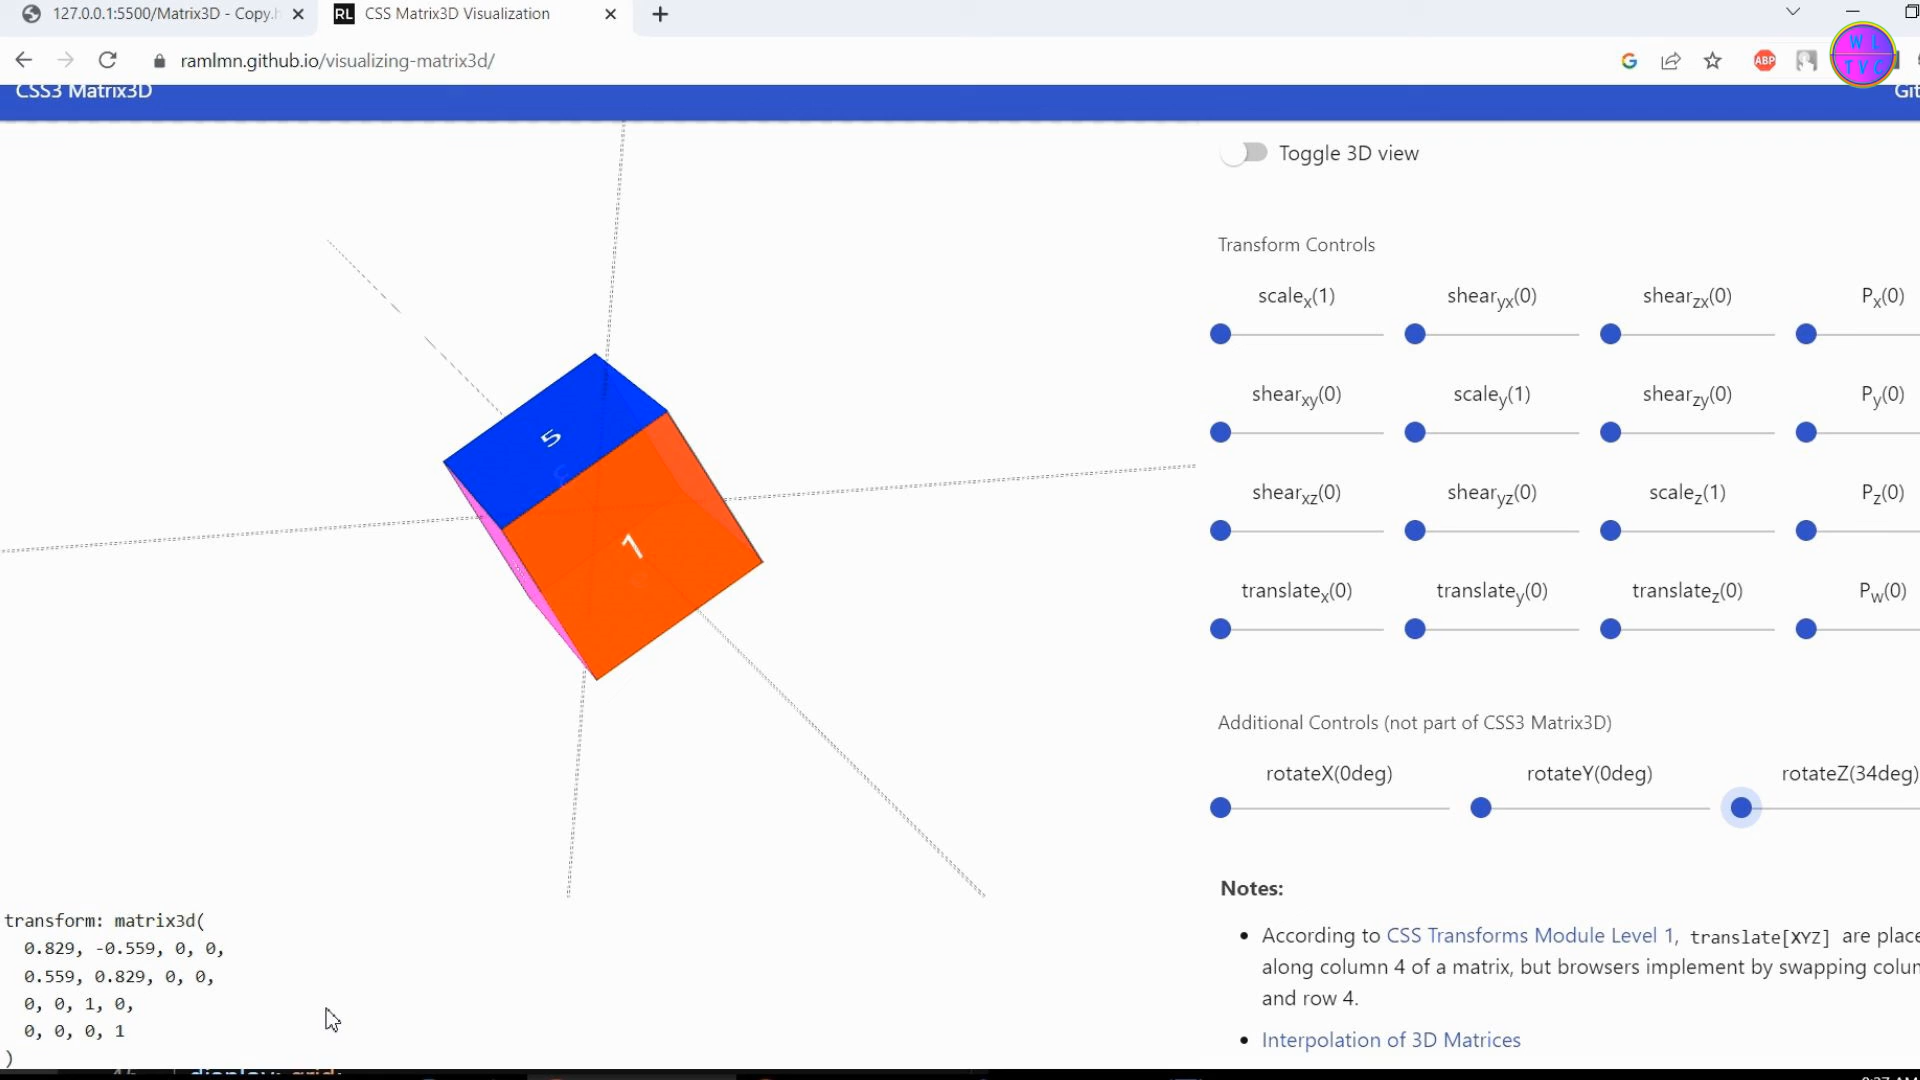 127.0.0.1:5500/Matrix3D - Copy.h
RL CSS Matrix3D Visualization
ramlmn.github.io/visualizing-matrix3d/
ABP
WL
TVC
CSS3 Matrix3D
Git
Toggle 3D view
Transform Controls
scalex(1) shearyx(0) shearzx(0) Px(0)
shearxy(0) scaley(1) shearzy(0) Py(0)
shearxz(0) shearyz(0) scalez(1) Pz(0)
translatex(0) translatey(0) translatez(0) Pw(0)
5
1
Additional Controls (not part of CSS3 Matrix3D)
rotateX(0deg) rotateY(0deg) rotateZ(34deg)
Notes:
According to CSS Transforms Module Level 1, translate[XYZ] are place
along column 4 of a matrix, but browsers implement by swapping colun
and row 4.
Interpolation of 3D Matrices
transform: matrix3d(
0.829, -0.559, 0, 0,
0.559, 0.829, 0, 0,
0, 0, 1, 0,
0, 0, 0, 1
)